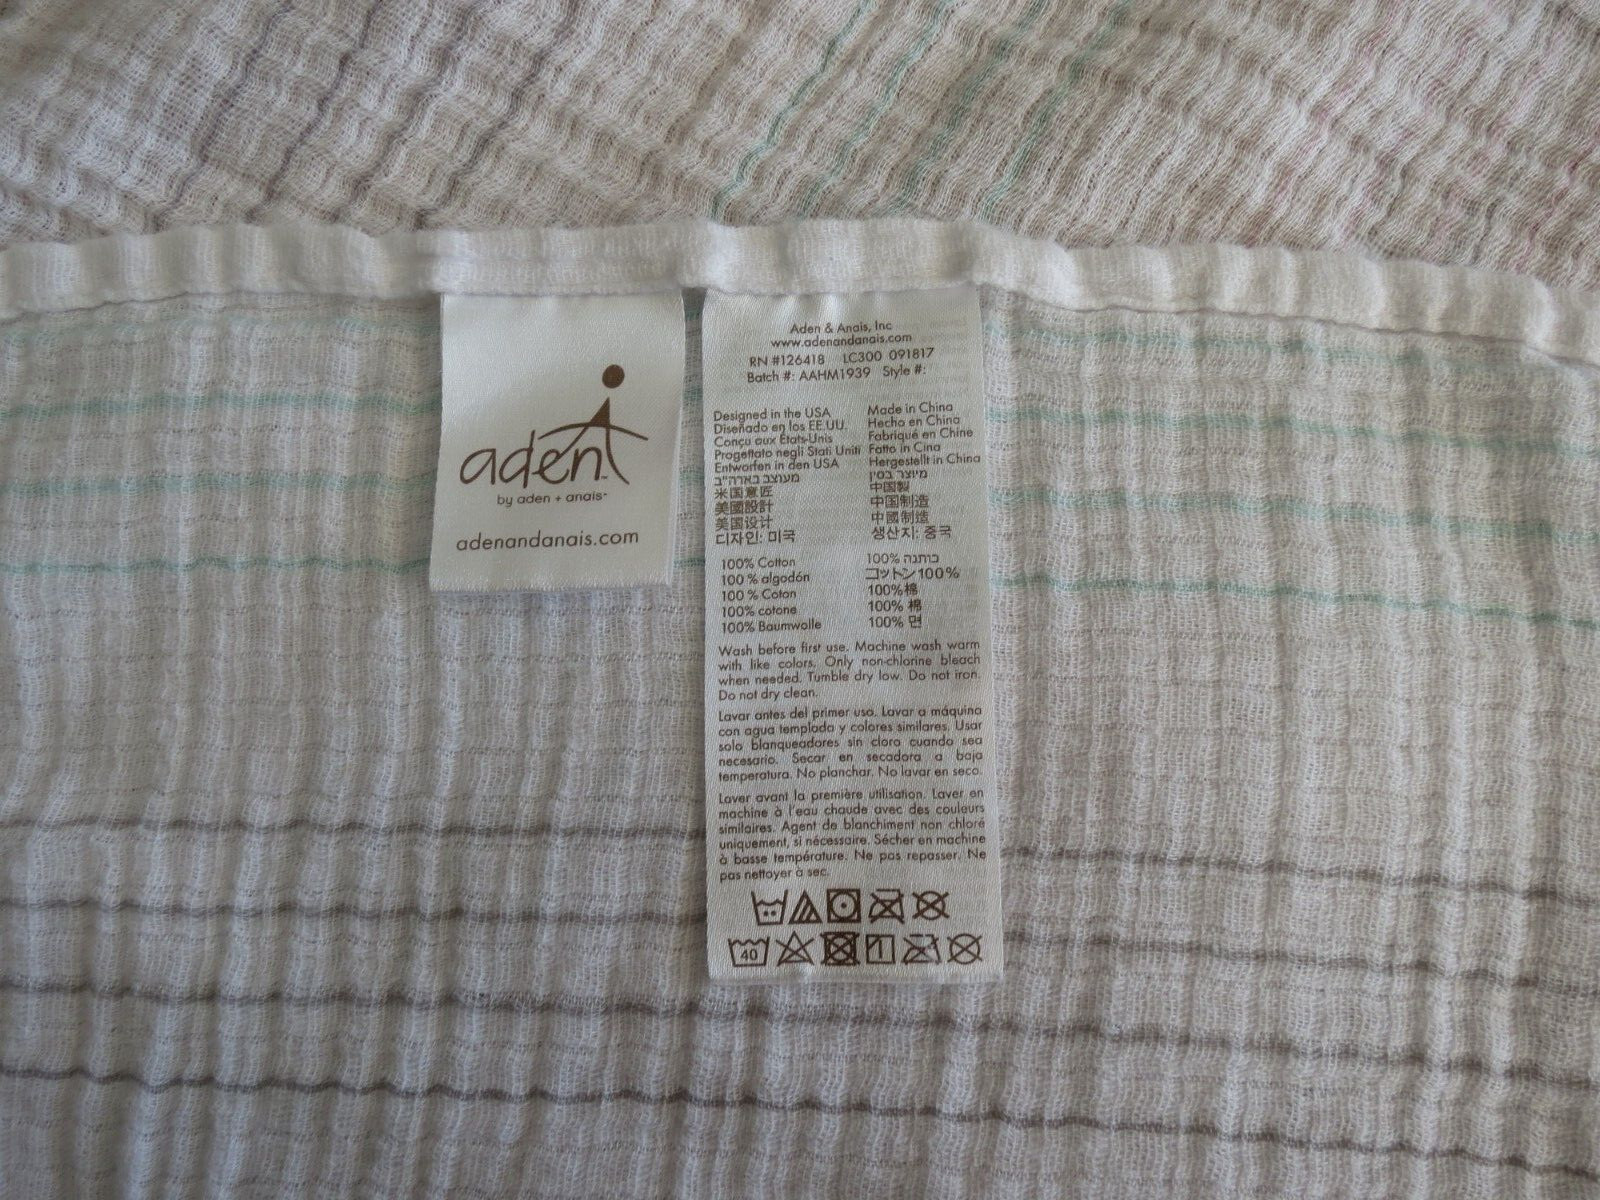 aden
by aden + anais™
adenandanais.com
Aden & Anais, Inc
www.adenandanais.com
RN #126418 LC300 091817
Batch #: AAHM1939 Style #:
Designed in the USA
Diseñado en los EE.UU.
Conçu aux États-Unis
Progettato negli Stati Uniti
Entworfen in den USA
מעוצב בארה"ב
米国意匠
美國設計
美国设计
디자인: 미국
Made in China
Hecho en China
Fabriqué en Chine
Fatto in Cina
Hergestellt in China
מיוצר בסין
中国製
中国制造
中國制造
생산지: 중국
100% Cotton
100 % algodón
100 % Coton
100% cotone
100% Baumwolle
100% כותנה
コットン100%
100%棉
100% 棉
100% 면
Wash before first use. Machine wash warm
with like colors. Only non-chlorine bleach
when needed. Tumble dry low. Do not iron.
Do not dry clean.
Lavar antes del primer uso. Lavar a máquina
con agua templada y colores similares. Usar
solo blanqueadores sin cloro cuando sea
necesario. Secar en secadora a baja
temperatura. No planchar. No lavar en seco.
Laver avant la première utilisation. Laver en
machine à l'eau chaude avec des couleurs
similaires. Agent de blanchiment non chloré
uniquement, si nécessaire. Sécher en machine
à basse température. Ne pas repasser. Ne
pas nettoyer à sec.
40